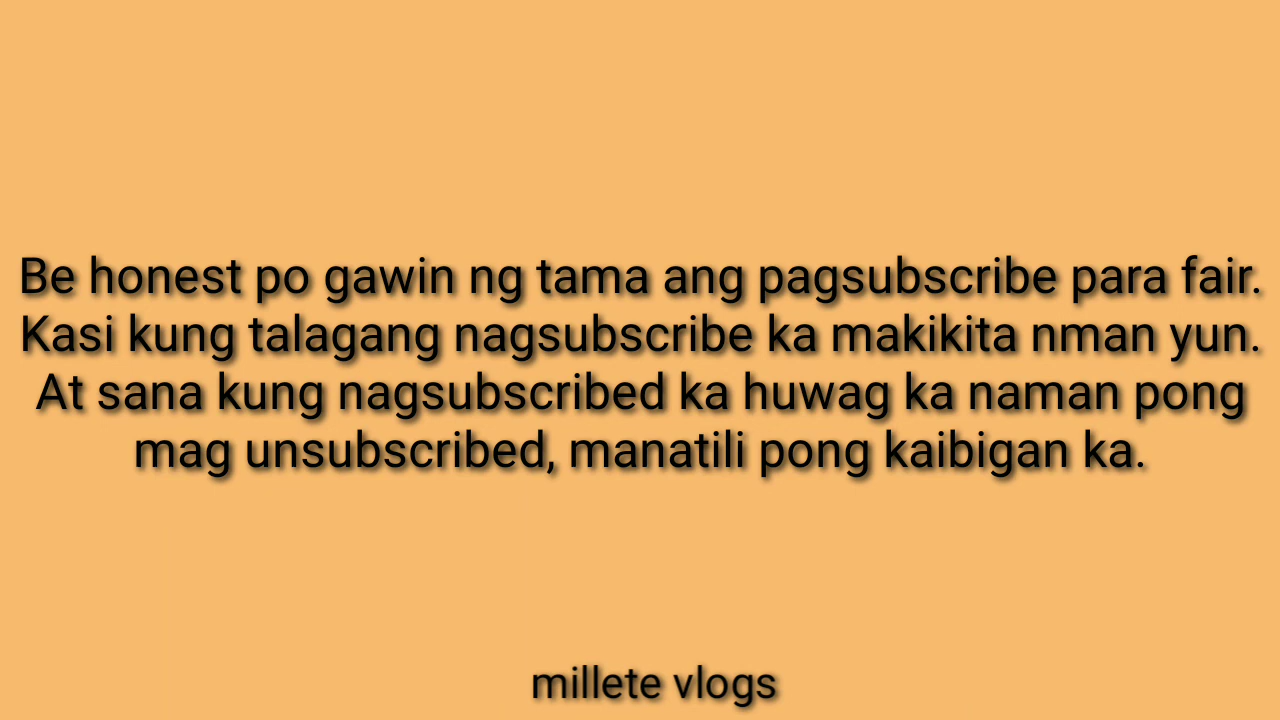 Be honest po gawin ng tama ang pagsubscribe para fair.
Kasi kung talagang nagsubscribe ka makikita nman yun.
At sana kung nagsubscribed ka huwag ka naman pong
mag unsubscribed, manatili pong kaibigan ka.
millete vlogs